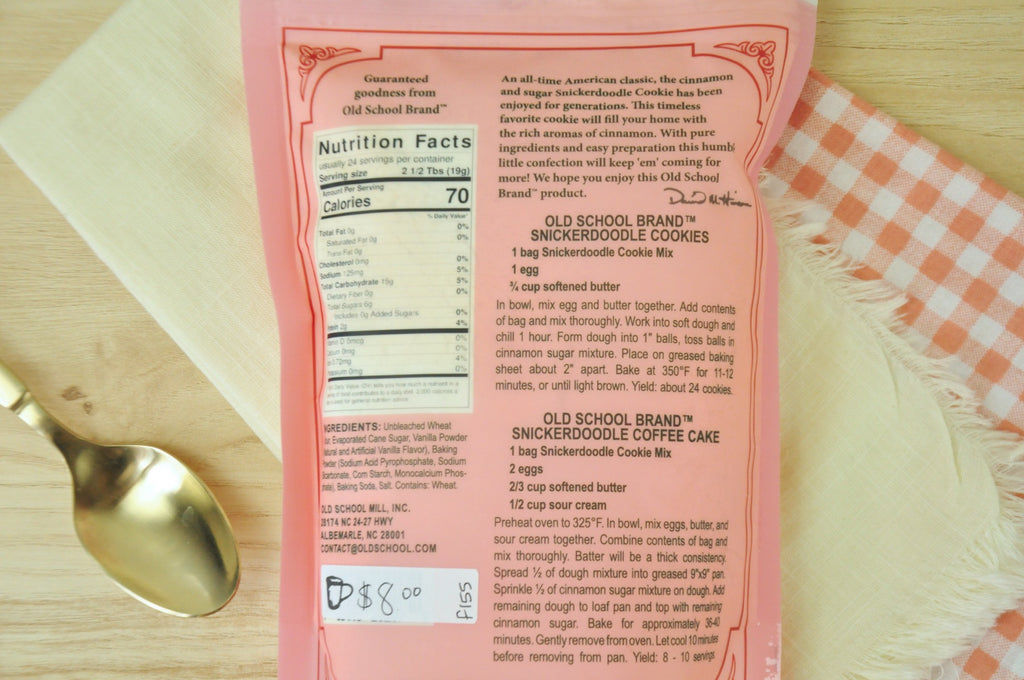 Guaranteed
goodness from
Old School Brand™
Nutrition Facts
usually 24 servings per container
Serving size 2 1/2 Tbs (19g)
Amount Per Serving
Calories 70
% Daily Value*
Total Fat 0g 0%
Saturated Fat 0g 0%
Trans Fat 0g
Cholesterol 0mg 0%
Sodium 125mg 5%
Total Carbohydrate 15g 5%
Dietary Fiber 0g 0%
Total Sugars 6g
Includes 0g Added Sugars 0%
2g 4%
D 0mcg 0%
0mg 0%
0.72mg 4%
0mg 0%
INGREDIENTS: Unbleached Wheat
Evaporated Cane Sugar, Vanilla Powder
and Artificial Vanilla Flavor), Baking
(Sodium Acid Pyrophosphate, Sodium
Corn Starch, Monocalcium Phos-
Baking Soda, Salt. Contains: Wheat.
OLD SCHOOL MILL, INC.
28174 NC 24-27 HWY
ALBEMARLE, NC 28001
CONTACT@OLDSCHOOL.COM
$8.00
f155
An all-time American classic, the cinnamon
and sugar Snickerdoodle Cookie has been
enjoyed for generations. This timeless
favorite cookie will fill your home with
the rich aromas of cinnamon. With pure
ingredients and easy preparation this humbl
little confection will keep 'em' coming for
more! We hope you enjoy this Old School
Brand™ product.
OLD SCHOOL BRAND™
SNICKERDOODLE COOKIES
1 bag Snickerdoodle Cookie Mix
1 egg
¾ cup softened butter
In bowl, mix egg and butter together. Add contents
of bag and mix thoroughly. Work into soft dough and
chill 1 hour. Form dough into 1" balls, toss balls in
cinnamon sugar mixture. Place on greased baking
sheet about 2" apart. Bake at 350°F for 11-12
minutes, or until light brown. Yield: about 24 cookies.
OLD SCHOOL BRAND™
SNICKERDOODLE COFFEE CAKE
1 bag Snickerdoodle Cookie Mix
2 eggs
2/3 cup softened butter
1/2 cup sour cream
Preheat oven to 325°F. In bowl, mix eggs, butter, and
sour cream together. Combine contents of bag and
mix thoroughly. Batter will be a thick consistency.
Spread ½ of dough mixture into greased 9"x9" pan.
Sprinkle ½ of cinnamon sugar mixture on dough. Add
remaining dough to loaf pan and top with remaining
cinnamon sugar. Bake for approximately 36-40
minutes. Gently remove from oven. Let cool 10 minutes
before removing from pan. Yield: 8 - 10 servings